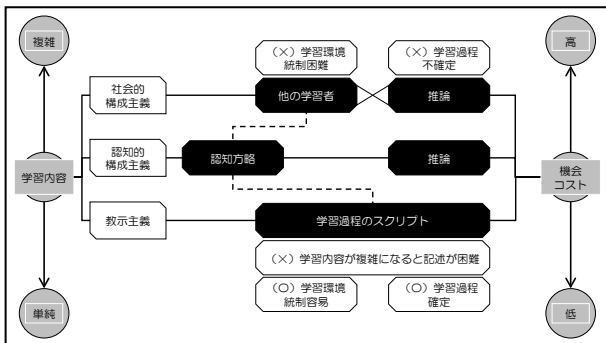 複雑
（×）学習環境
統制困難
（×）学習過程
不確定
高
社会的
構成主義
他の学習者
推論
学習内容
認知的
構成主義
認知方略
推論
機会
コスト
教示主義
学習過程のスクリプト
（×）学習内容が複雑になると記述が困難
単純
（〇）学習環境
統制容易
（〇）学習過程
確定
低